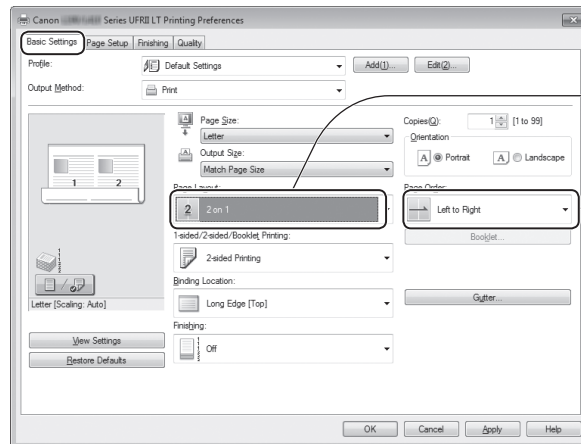 Canon Series UFRII LT Printing Preferences
Basic Settings Page Setup Finishing Quality
Profile: Default Settings Add(1)... Edit(2)...
Output Method: Print
Page Size:
Letter
Output Size:
Match Page Size
Copies(Q): 1 [1 to 99]
Orientation
A Portrait A Landscape
1 2
Page Layout:
2 2 on 1
Page Order:
Left to Right
1-sided/2-sided/Booklet Printing:
2-sided Printing
Booklet...
Binding Location:
Long Edge [Top]
Gutter...
Letter [Scaling: Auto]
Finishing:
Off
View Settings
Restore Defaults
OK Cancel Apply Help